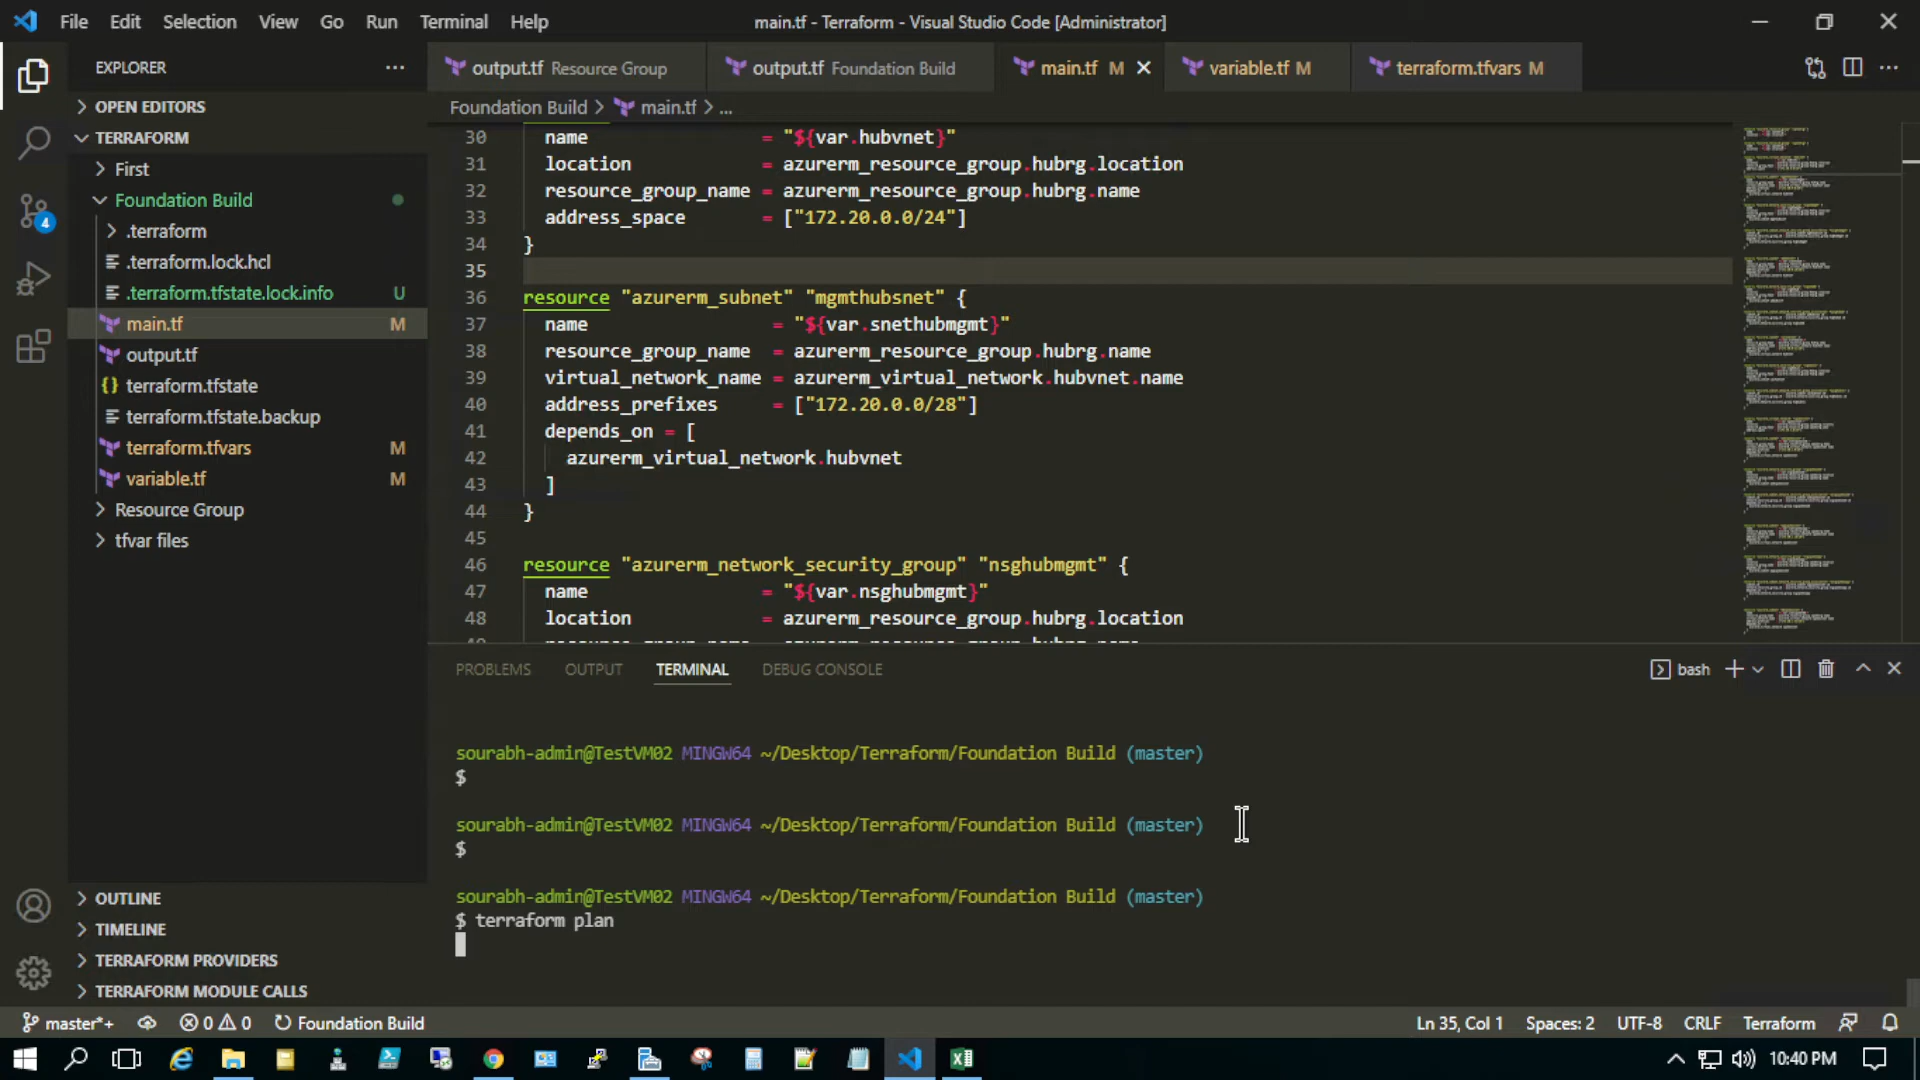 File Edit Selection View Go Run Terminal Help
main.tf - Terraform - Visual Studio Code [Administrator]
EXPLORER
output.tf Resource Group
output.tf Foundation Build
main.tf M
variable.tf M
terraform.tfvars M
OPEN EDITORS
Foundation Build > main.tf > ...
TERRAFORM
First
Foundation Build
.terraform
.terraform.lock.hcl
.terraform.tfstate.lock.info U
main.tf M
output.tf
terraform.tfstate
terraform.tfstate.backup
terraform.tfvars M
variable.tf M
Resource Group
tfvar files
4
30 name = "${var.hubvnet}"
31 location = azurerm_resource_group.hubrg.location
32 resource_group_name = azurerm_resource_group.hubrg.name
33 address_space = ["172.20.0.0/24"]
34 }
35
36 resource "azurerm_subnet" "mgmthubsnet" {
37 name = "${var.snethubmgmt}"
38 resource_group_name = azurerm_resource_group.hubrg.name
39 virtual_network_name = azurerm_virtual_network.hubvnet.name
40 address_prefixes = ["172.20.0.0/28"]
41 depends_on = [
42 azurerm_virtual_network.hubvnet
43 ]
44 }
45
46 resource "azurerm_network_security_group" "nsghubmgmt" {
47 name = "${var.nsghubmgmt}"
48 location = azurerm_resource_group.hubrg.location
PROBLEMS OUTPUT TERMINAL DEBUG CONSOLE
bash
sourabh-admin@TestVM02 MINGW64 ~/Desktop/Terraform/Foundation Build (master)
$
sourabh-admin@TestVM02 MINGW64 ~/Desktop/Terraform/Foundation Build (master)
$
sourabh-admin@TestVM02 MINGW64 ~/Desktop/Terraform/Foundation Build (master)
$ terraform plan
OUTLINE
TIMELINE
TERRAFORM PROVIDERS
TERRAFORM MODULE CALLS
master*+ 0 0 Foundation Build
Ln 35, Col 1 Spaces: 2 UTF-8 CRLF Terraform
10:40 PM